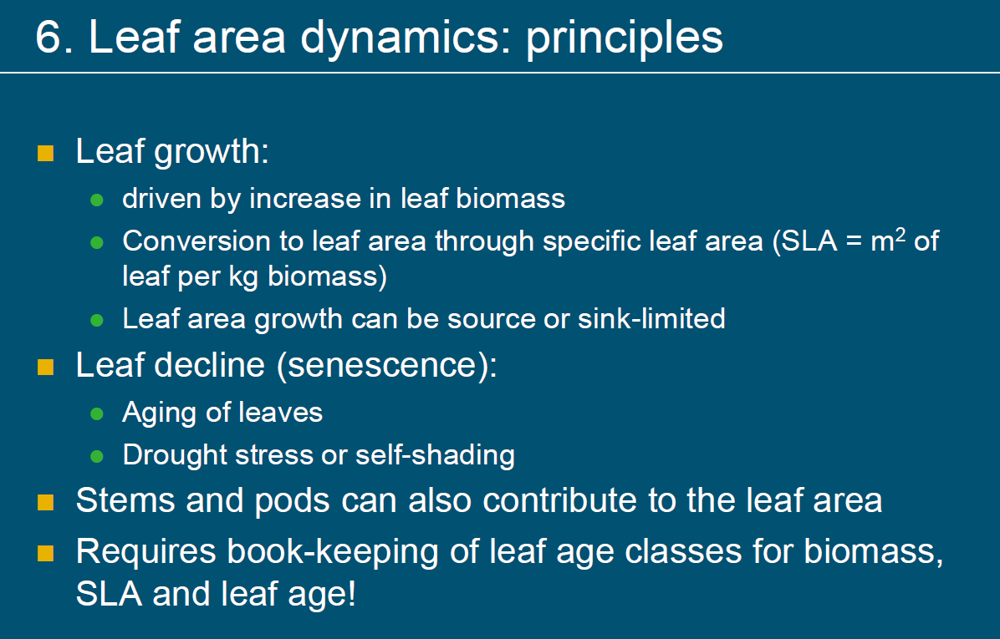 6. Leaf area dynamics: principles
Leaf growth:
driven by increase in leaf biomass
Conversion to leaf area through specific leaf area (SLA = m² of
leaf per kg biomass)
Leaf area growth can be source or sink-limited
Leaf decline (senescence):
Aging of leaves
Drought stress or self-shading
Stems and pods can also contribute to the leaf area
Requires book-keeping of leaf age classes for biomass,
SLA and leaf age!